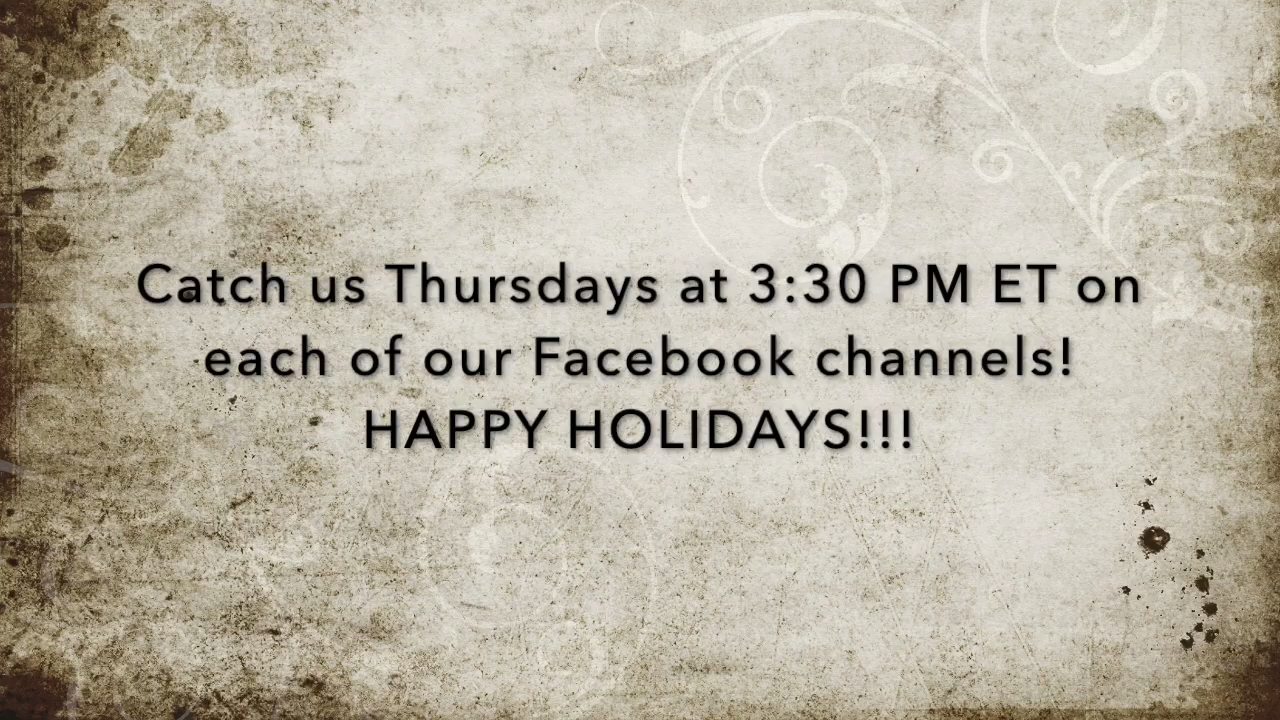 Catch us Thursdays at 3:30 PM ET on
each of our Facebook channels!
HAPPY HOLIDAYS!!!